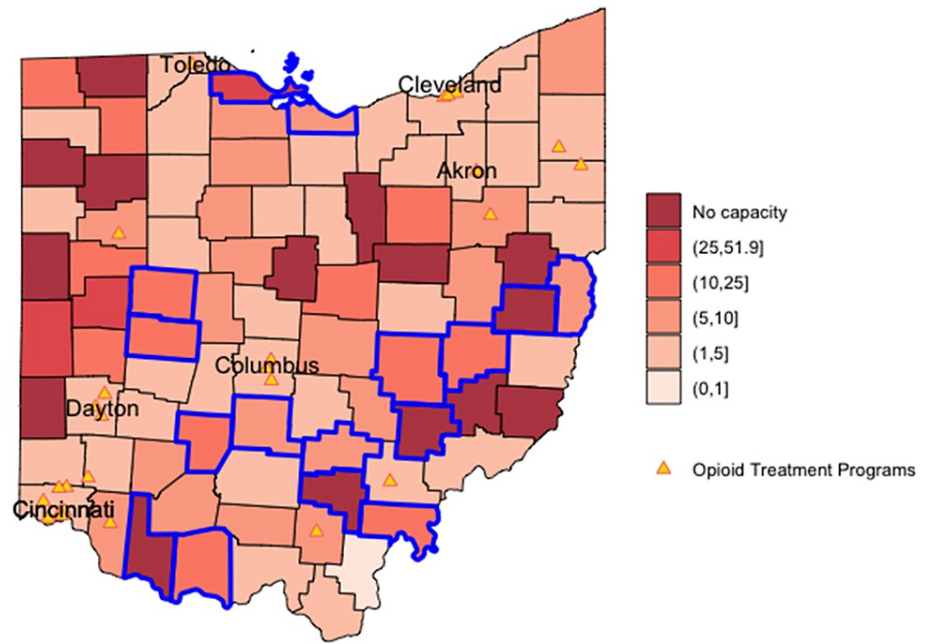 Toledo
Cleveland
Akron
Columbus
Dayton
Cincinnati
No capacity
(25,51.9]
(10,25]
(5,10]
(1.5]
(0,1]
Opioid Treatment Programs